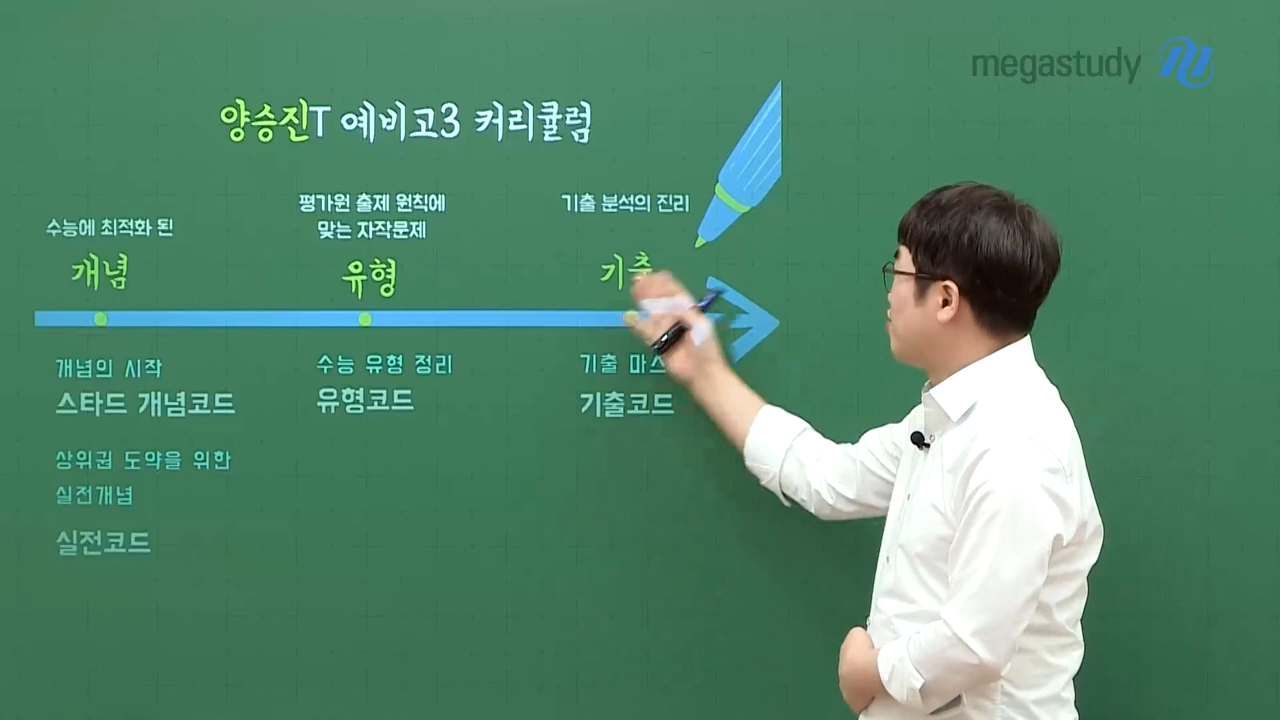 megastudy
양승진T 예비고3 커리큘럼
수능에 최적화 된
개념
평가원 출제 원칙에
맞는 자작문제
유형
기출 분석의 진리
기출
개념의 시작
스타드 개념코드
상위권 도약을 위한
실전개념
실전코드
수능 유형 정리
유형코드
기출
기출코드